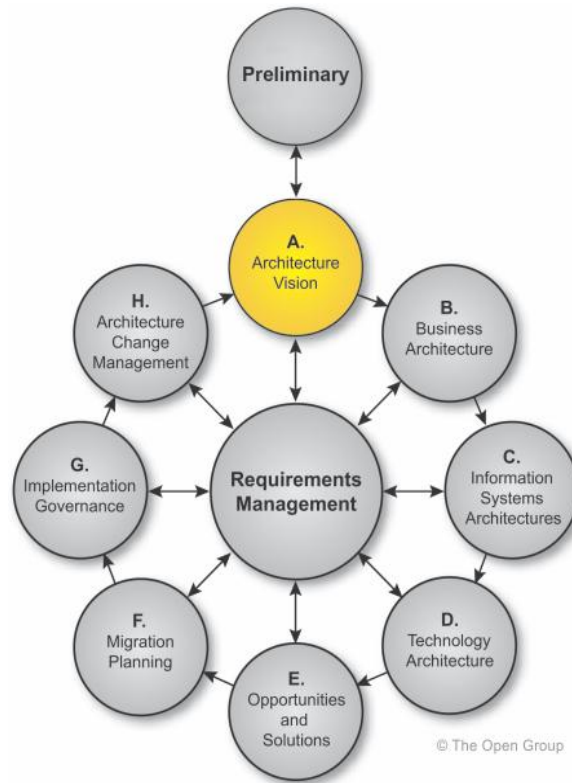 Preliminary
A.
Architecture
Vision
B.
Business
Architecture
C.
Information
Systems
Architectures
D.
Technology
Architecture
E.
Opportunities
and
Solutions
F.
Migration
Planning
G.
Implementation
Governance
H.
Architecture
Change
Management
Requirements
Management
© The Open Group